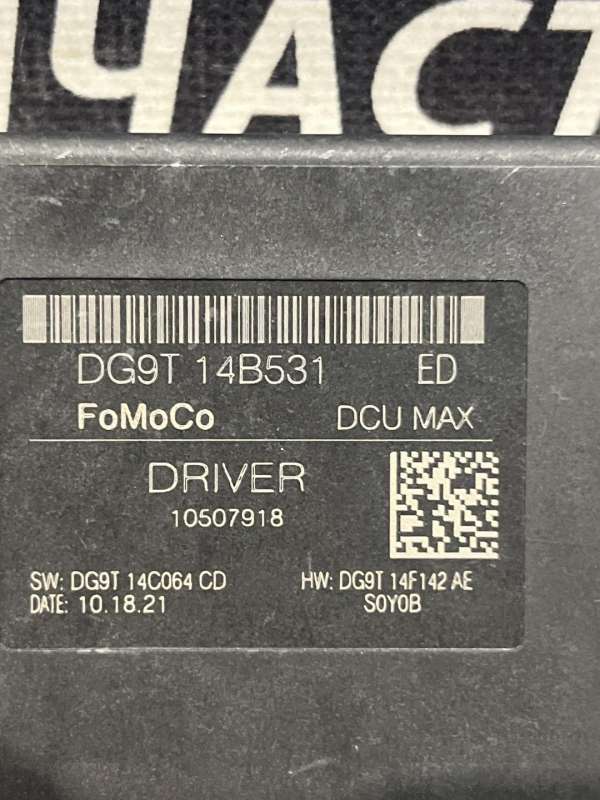 ПЧАСТ
DG9T 14B531 ED
FoMoCo DCU MAX
DRIVER
10507918
SW: DG9T 14C064 CD HW: DG9T 14F142 AE
DATE: 10.18.21 S0Y0B